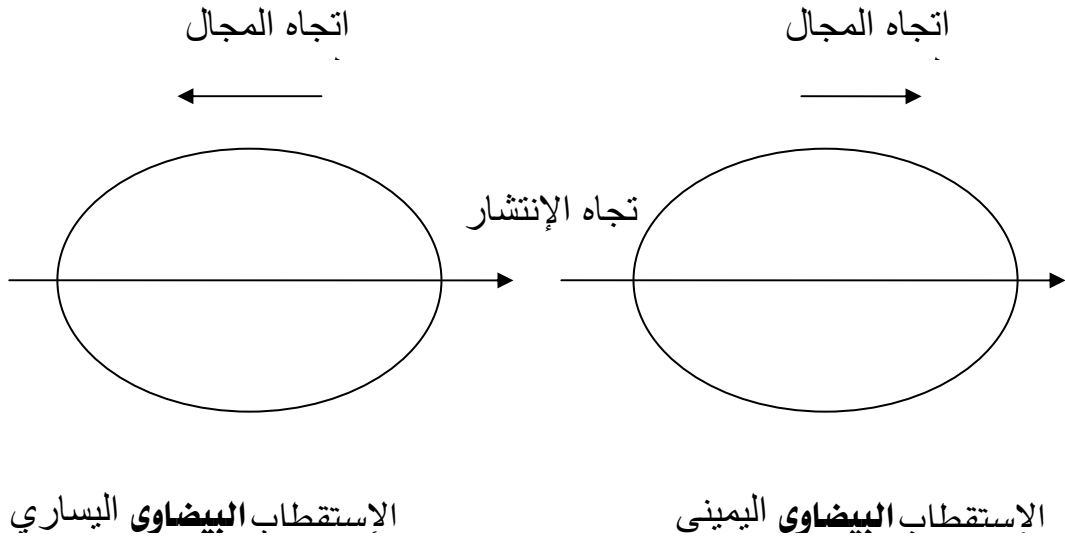 اتجاه المجال
اتجاه المجال
تجاه الإنتشار
الإستقطاب البيضاوي اليميني
الإستقطاب البيضاوي اليساري